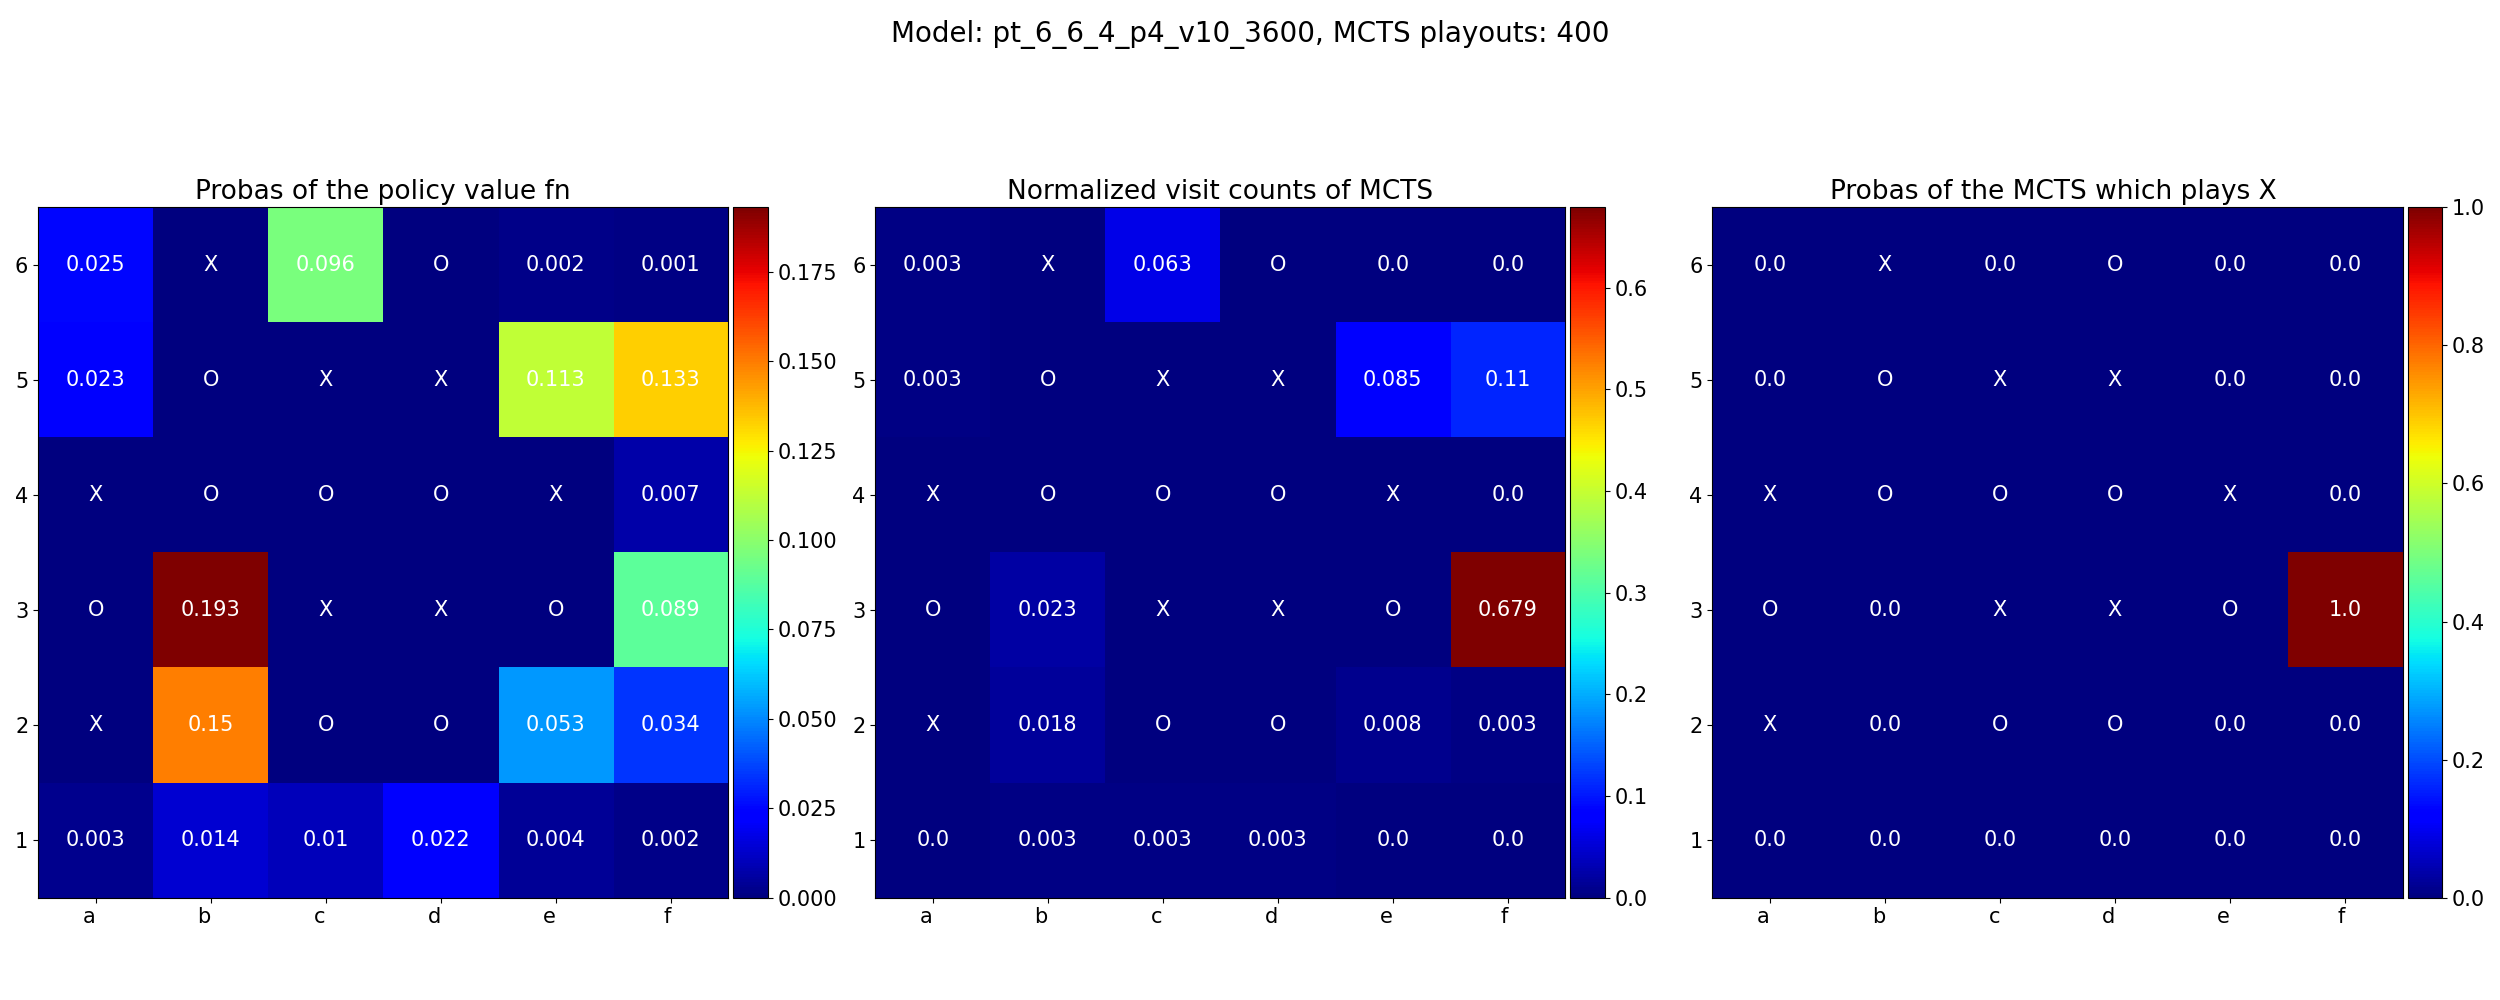 Model: pt_6_6_4_p4_v10_3600, MCTS playouts: 400
Probas of the policy value fn
6 0.025 X 0.096 O 0.002 0.001
5 0.023 O X X 0.113 0.133
4 X O O O X 0.007
3 O 0.193 X X O 0.089
2 X 0.15 O O 0.053 0.034
1 0.003 0.014 0.01 0.022 0.004 0.002
a b c d e f
0.175
0.150
0.125
0.100
0.075
0.050
0.025
0.000
Normalized visit counts of MCTS
6 0.003 X 0.063 O 0.0 0.0
5 0.003 O X X 0.085 0.11
4 X O O O X 0.0
3 O 0.023 X X O 0.679
2 X 0.018 O O 0.008 0.003
1 0.0 0.003 0.003 0.003 0.0 0.0
a b c d e f
0.6
0.5
0.4
0.3
0.2
0.1
0.0
Probas of the MCTS which plays X
6 0.0 X 0.0 O 0.0 0.0
5 0.0 O X X 0.0 0.0
4 X O O O X 0.0
3 O 0.0 X X O 1.0
2 X 0.0 O O 0.0 0.0
1 0.0 0.0 0.0 0.0 0.0 0.0
a b c d e f
1.0
0.8
0.6
0.4
0.2
0.0